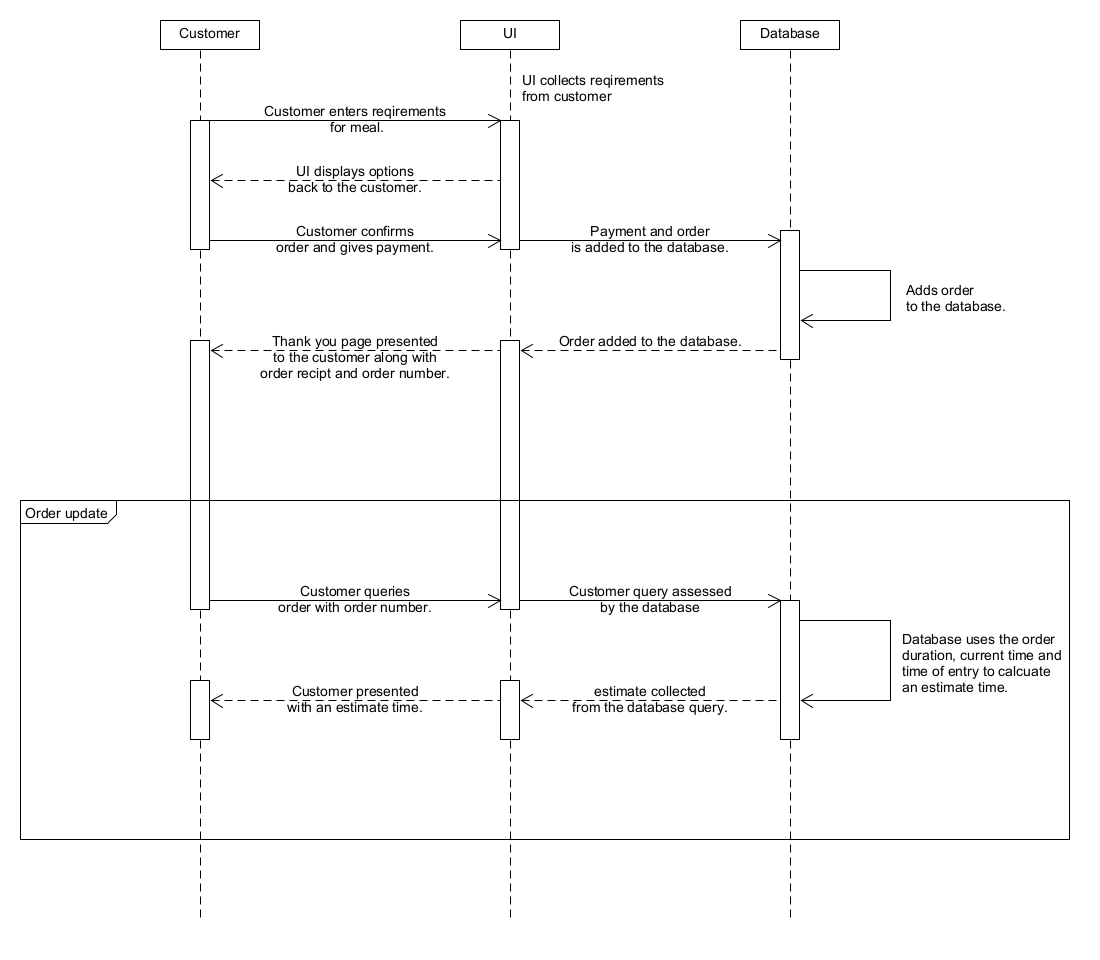 Customer
UI
Database
UI collects reqirements
from customer
Customer enters reqirements
for meal.
UI displays options
back to the customer.
Customer confirms
order and gives payment.
Payment and order
is added to the database.
Adds order
to the database.
Thank you page presented
to the customer along with
order recipt and order number.
Order added to the database.
Order update
Customer queries
order with order number.
Customer query assessed
by the database
Database uses the order
duration, current time and
time of entry to calcuate
an estimate time.
Customer presented
with an estimate time.
estimate collected
from the database query.